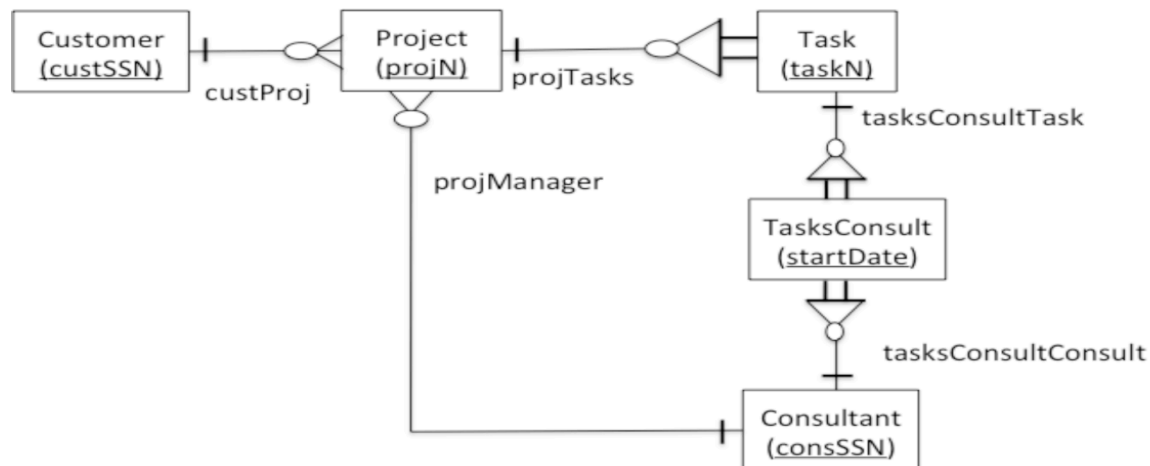 Customer
(custSSN)
custProj
Project
(projN)
projTasks
Task
(taskN)
tasksConsultTask
projManager
TasksConsult
(startDate)
tasksConsultConsult
Consultant
(consSSN)